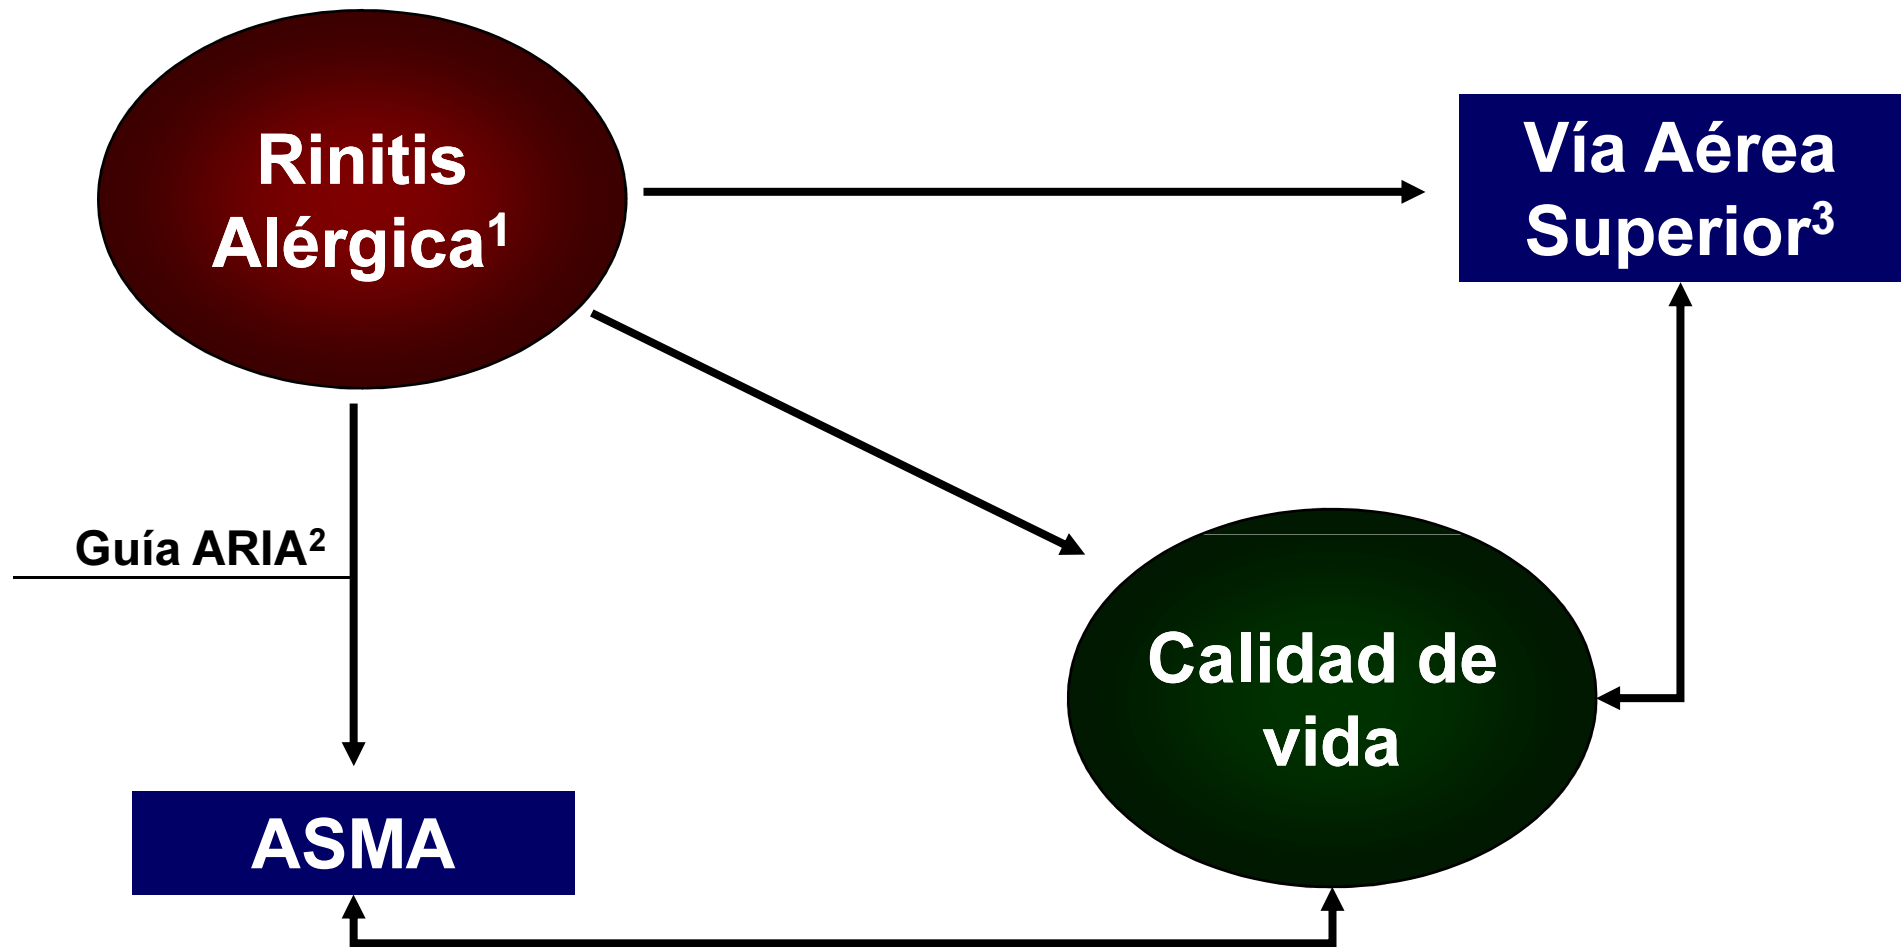 Rinitis
Alérgica¹
Vía Aérea
Superior³
Guía ARIA²
Calidad de
vida
ASMA